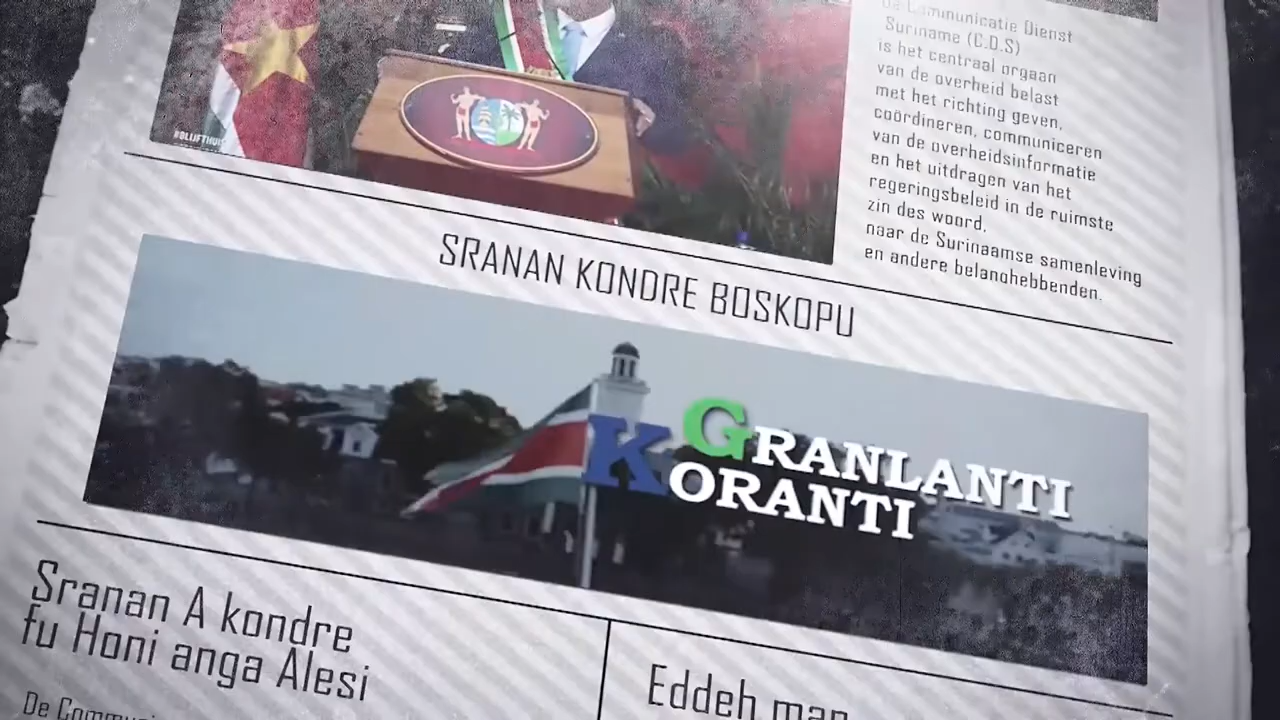 #BLIJFTHUIS
de Communicatie Dienst
Suriname (C.D.S)
is het centraal orgaan
van de overheid belast
met het richting geven,
coördineren, communiceren
van de overheidsinformatie
en het uitdragen van het
regeringsbeleid in de ruimste
zin des woord,
naar de Surinaamse samenleving
en andere belanghebbenden.
SRANAN KONDRE BOSKOPU
GRANLANTI
KORANTI
Sranan A kondre
fu Honi anga Alesi
De
Eddeh man